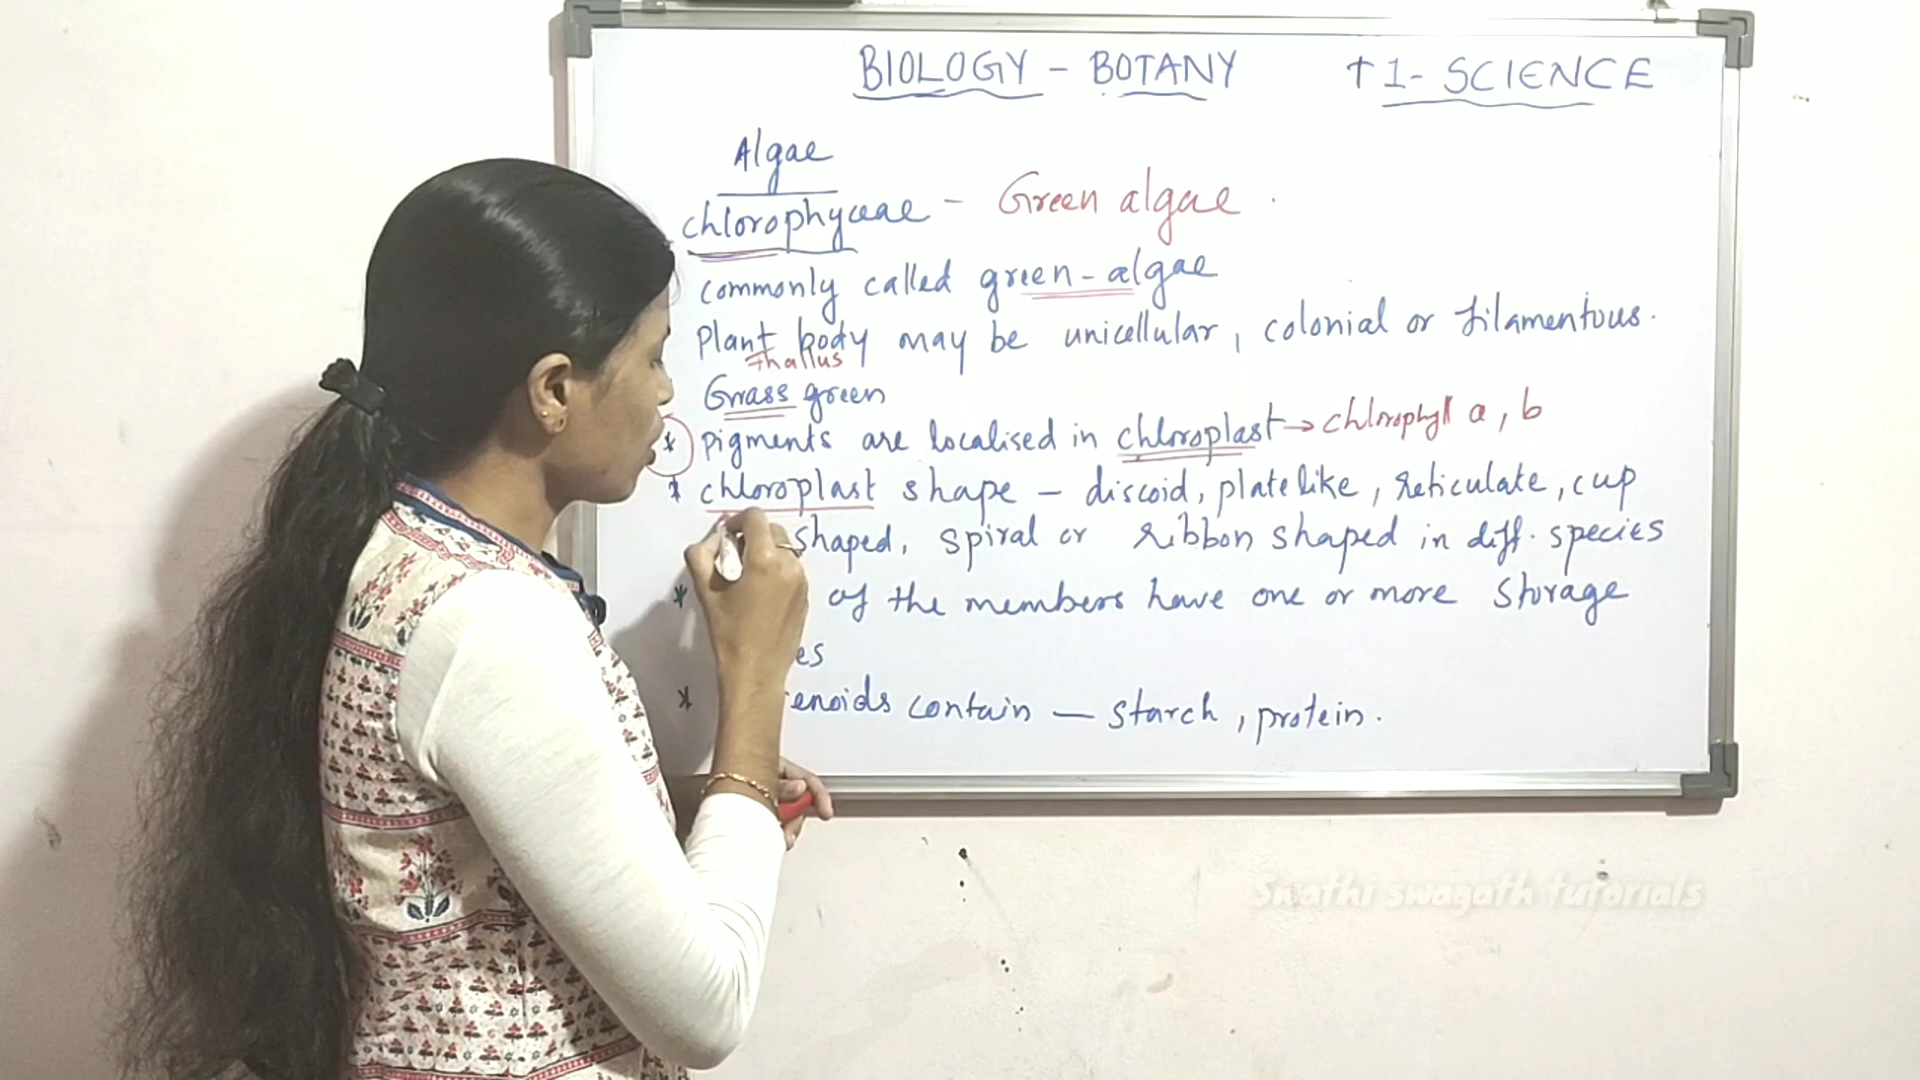 BIOLOGY - BOTANY +1- SCIENCE
Algae
chlorophyceae - Green algae
commonly called green-algae
Plant body may be unicellular, colonial or filamentous.
Thallus
Grass green
* pigments are localised in chloroplast → chlorophyll a, b
* chloroplast shape - discoid, platelike, reticulate, cup
shaped, spiral or ribbon shaped in diff. species
* of the members have one or more storage
es
* enoids contain - starch, protein.
Swathi swagath tutorials